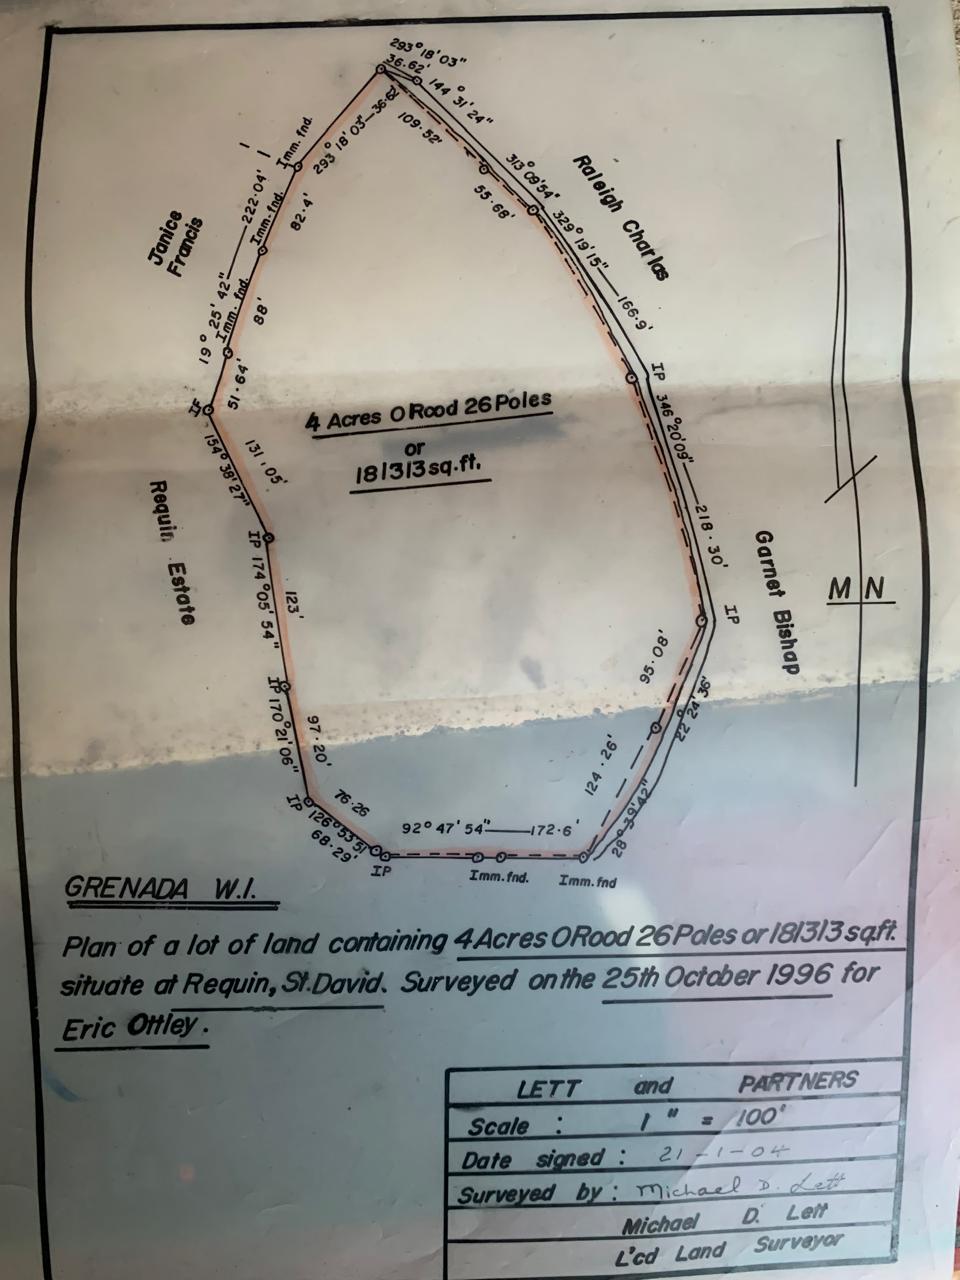 293°18'03"
36.62'
144°31'24"
109.52'
293°18'03"—36.62'
Imm. fnd.
313°09'54"
55.68'
Raleigh Charlas
329°19'15"—166.9'
222.04'
19°25'42"
Imm. fnd.
82.4'
Janice
Francis
Imm. fnd.
88'
51.64'
IP
346°20'09"—218.30'
4 Acres 0 Rood 26 Poles
or
181313 sq.ft.
154°38'27"
131.05'
Requin Estate
IP
174°05'54"
123'
Garnet Bishap
M N
IP
95.08'
22°24'36"
IP
170°21'06"
97.20'
124.26'
28°39'42"
IP
76.26
126°53'51
68.29'
92°47'54"—172.6'
IP
Imm. fnd.
Imm. fnd
GRENADA W.I.
Plan of a lot of land containing 4 Acres 0 Rood 26 Poles or 181313 sq.ft.
situate at Requin, St. David. Surveyed on the 25th October 1996 for
Eric Ottley.
LETT and PARTNERS
Scale : 1" = 100'
Date signed : 21-1-04
Surveyed by : Michael D. Lett
Michael D. Lett
L'cd Land Surveyor